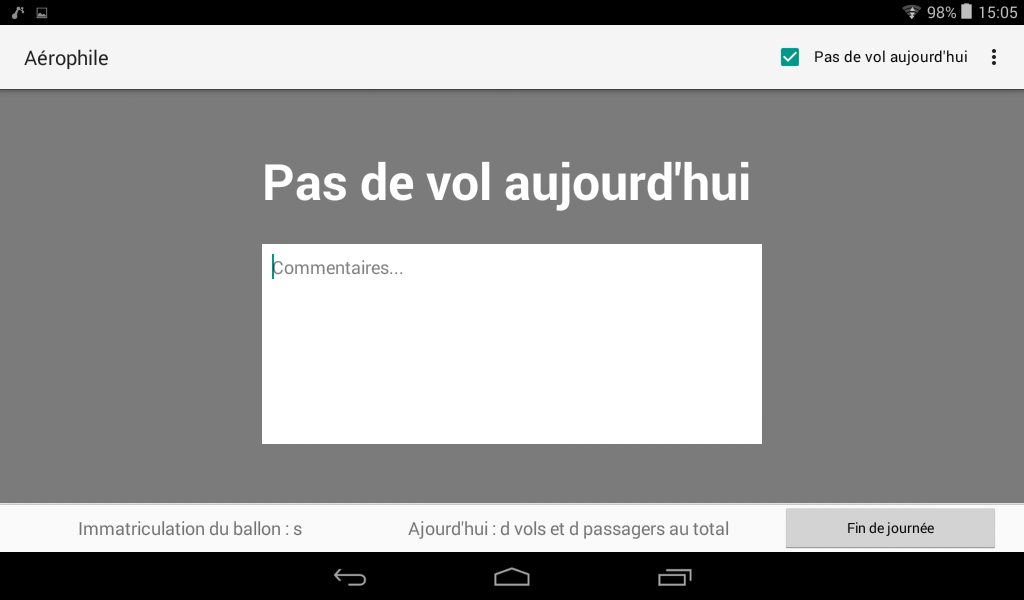 98% 15:05
Aérophile
Pas de vol aujourd'hui
Pas de vol aujourd'hui
Commentaires...
Immatriculation du ballon : s
Ajourd'hui : d vols et d passagers au total
Fin de journée